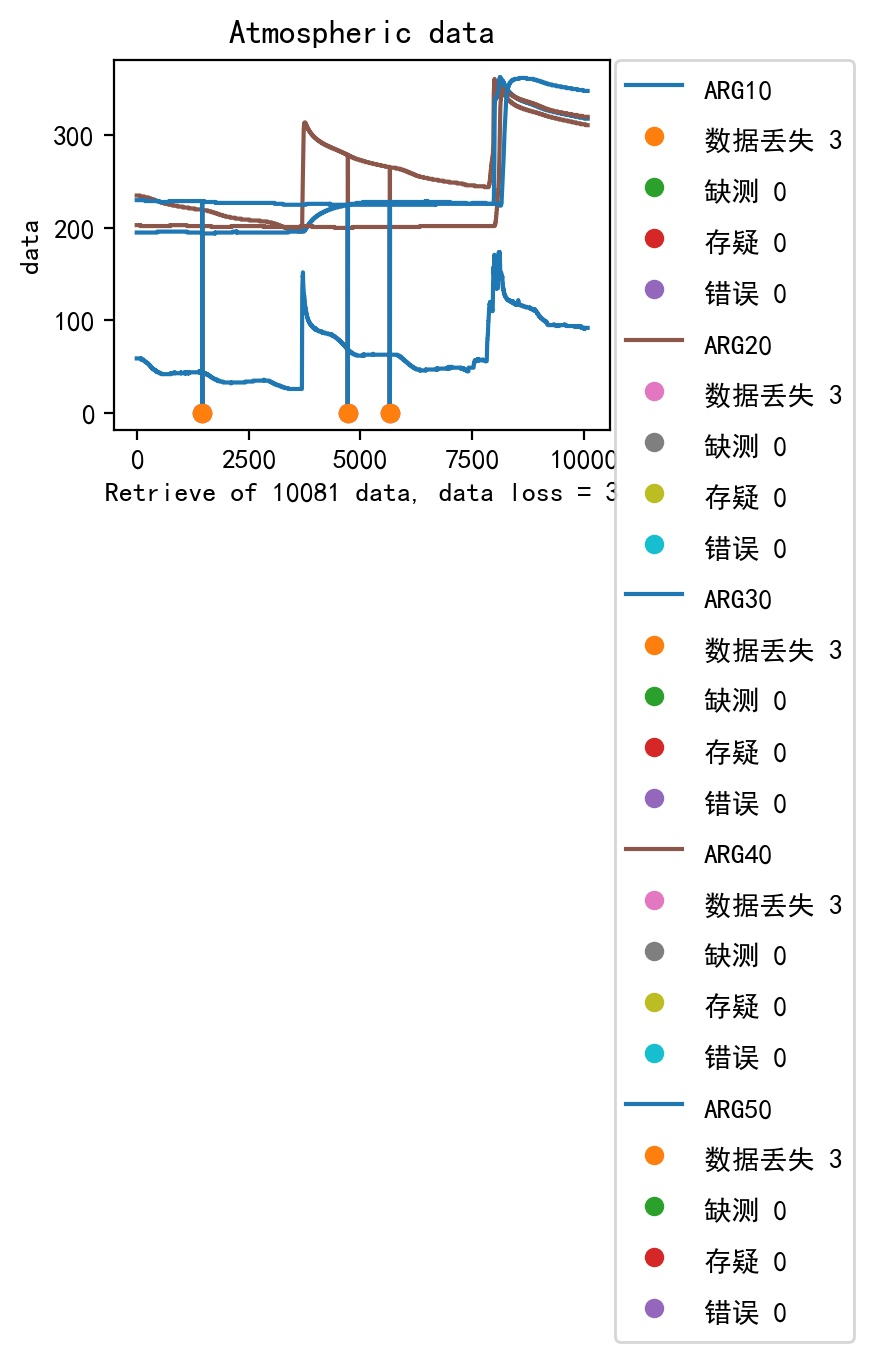 Atmospheric data
data
300
200
100
0
0 2500 5000 7500 10000
Retrieve of 10081 data, data loss = 3
ARG10
数据丢失 3
缺测 0
存疑 0
错误 0
ARG20
数据丢失 3
缺测 0
存疑 0
错误 0
ARG30
数据丢失 3
缺测 0
存疑 0
错误 0
ARG40
数据丢失 3
缺测 0
存疑 0
错误 0
ARG50
数据丢失 3
缺测 0
存疑 0
错误 0